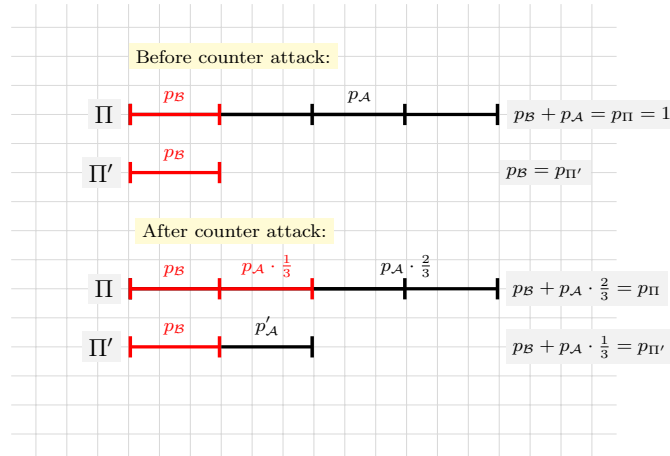 Before counter attack:
p_ℬ p_𝒜
Π p_ℬ + p_𝒜 = p_Π = 1
p_ℬ
Π′ p_ℬ = p_Π′
After counter attack:
p_ℬ p_𝒜 · 1/3 p_𝒜 · 2/3
Π p_ℬ + p_𝒜 · 2/3 = p_Π
p_ℬ p′_𝒜
Π′ p_ℬ + p_𝒜 · 1/3 = p_Π′